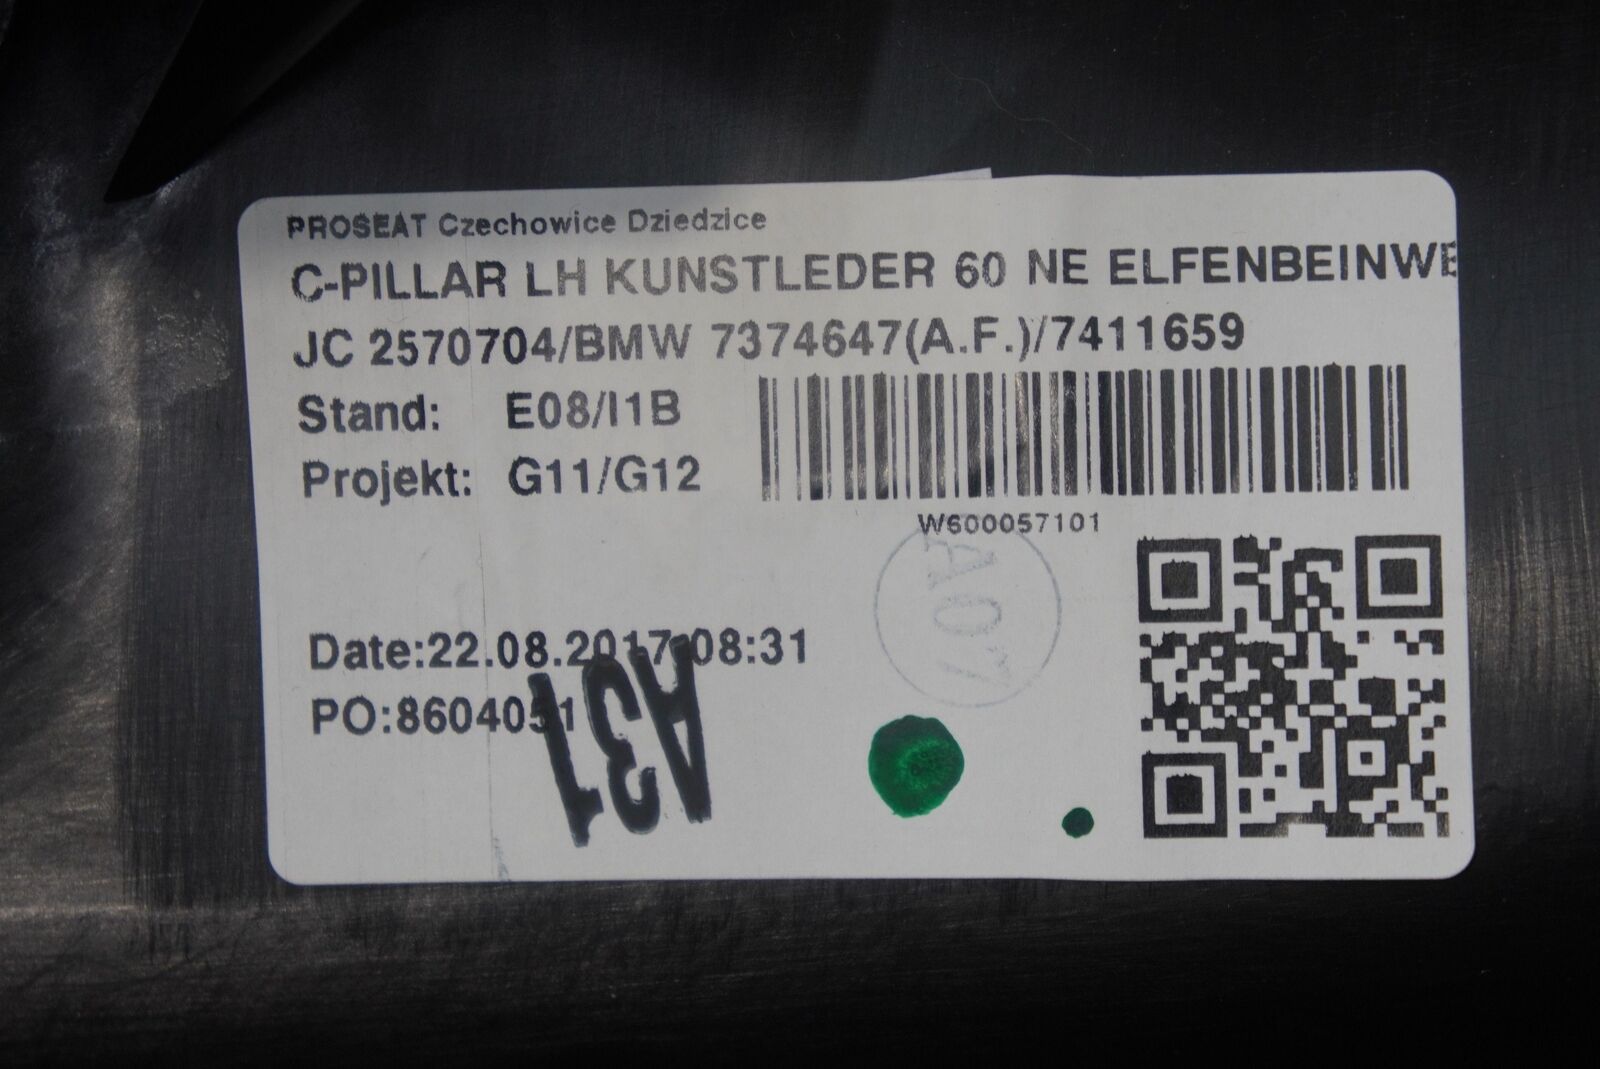 PROSEAT Czechowice Dziedzice
C-PILLAR LH KUNSTLEDER 60 NE ELFENBEINWE
JC 2570704/BMW 7374647(A.F.)/7411659
Stand: E08/I1B
Projekt: G11/G12
W600057101
A07
Date:22.08.2017 08:31
PO:8604051
A31